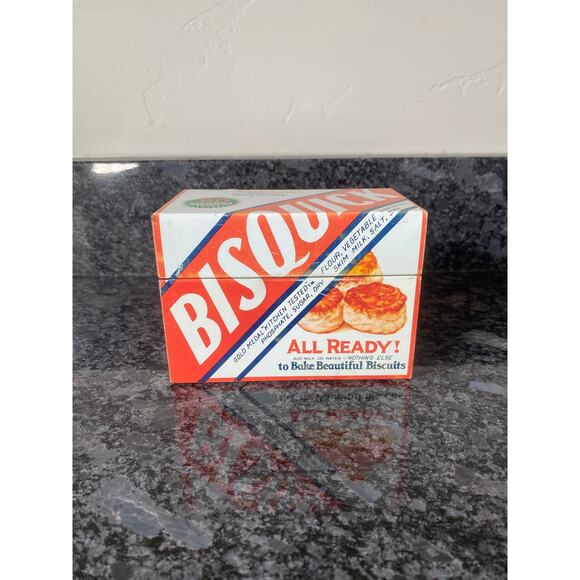 BISQUICK
GOLD MEDAL "KITCHEN TESTED" FLOUR, VEGETABLE
PHOSPHATE, SUGAR, DRY SKIM MILK, SALT,
ALL READY!
ADD MILK OR WATER - NOTHING ELSE
to Bake Beautiful Biscuits